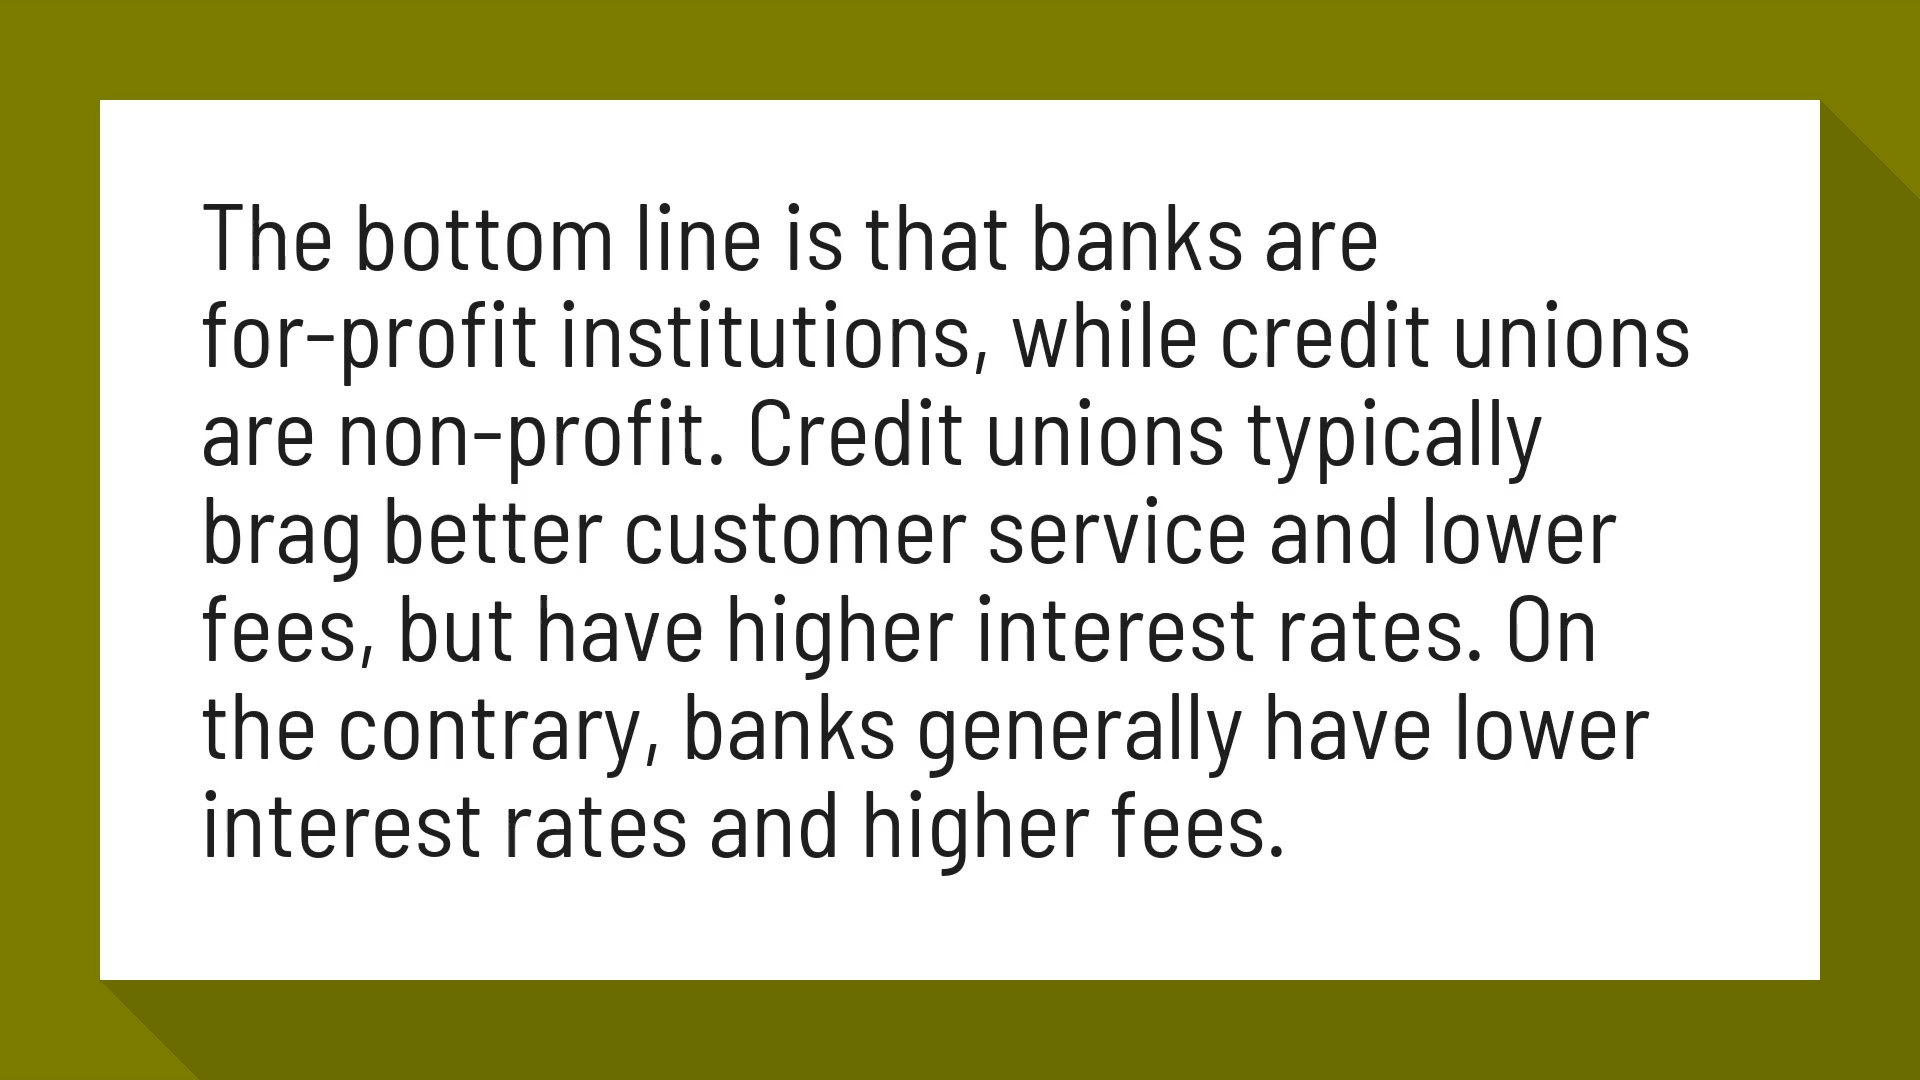 The bottom line is that banks are
for-profit institutions, while credit unions
are non-profit. Credit unions typically
brag better customer service and lower
fees, but have higher interest rates. On
the contrary, banks generally have lower
interest rates and higher fees.